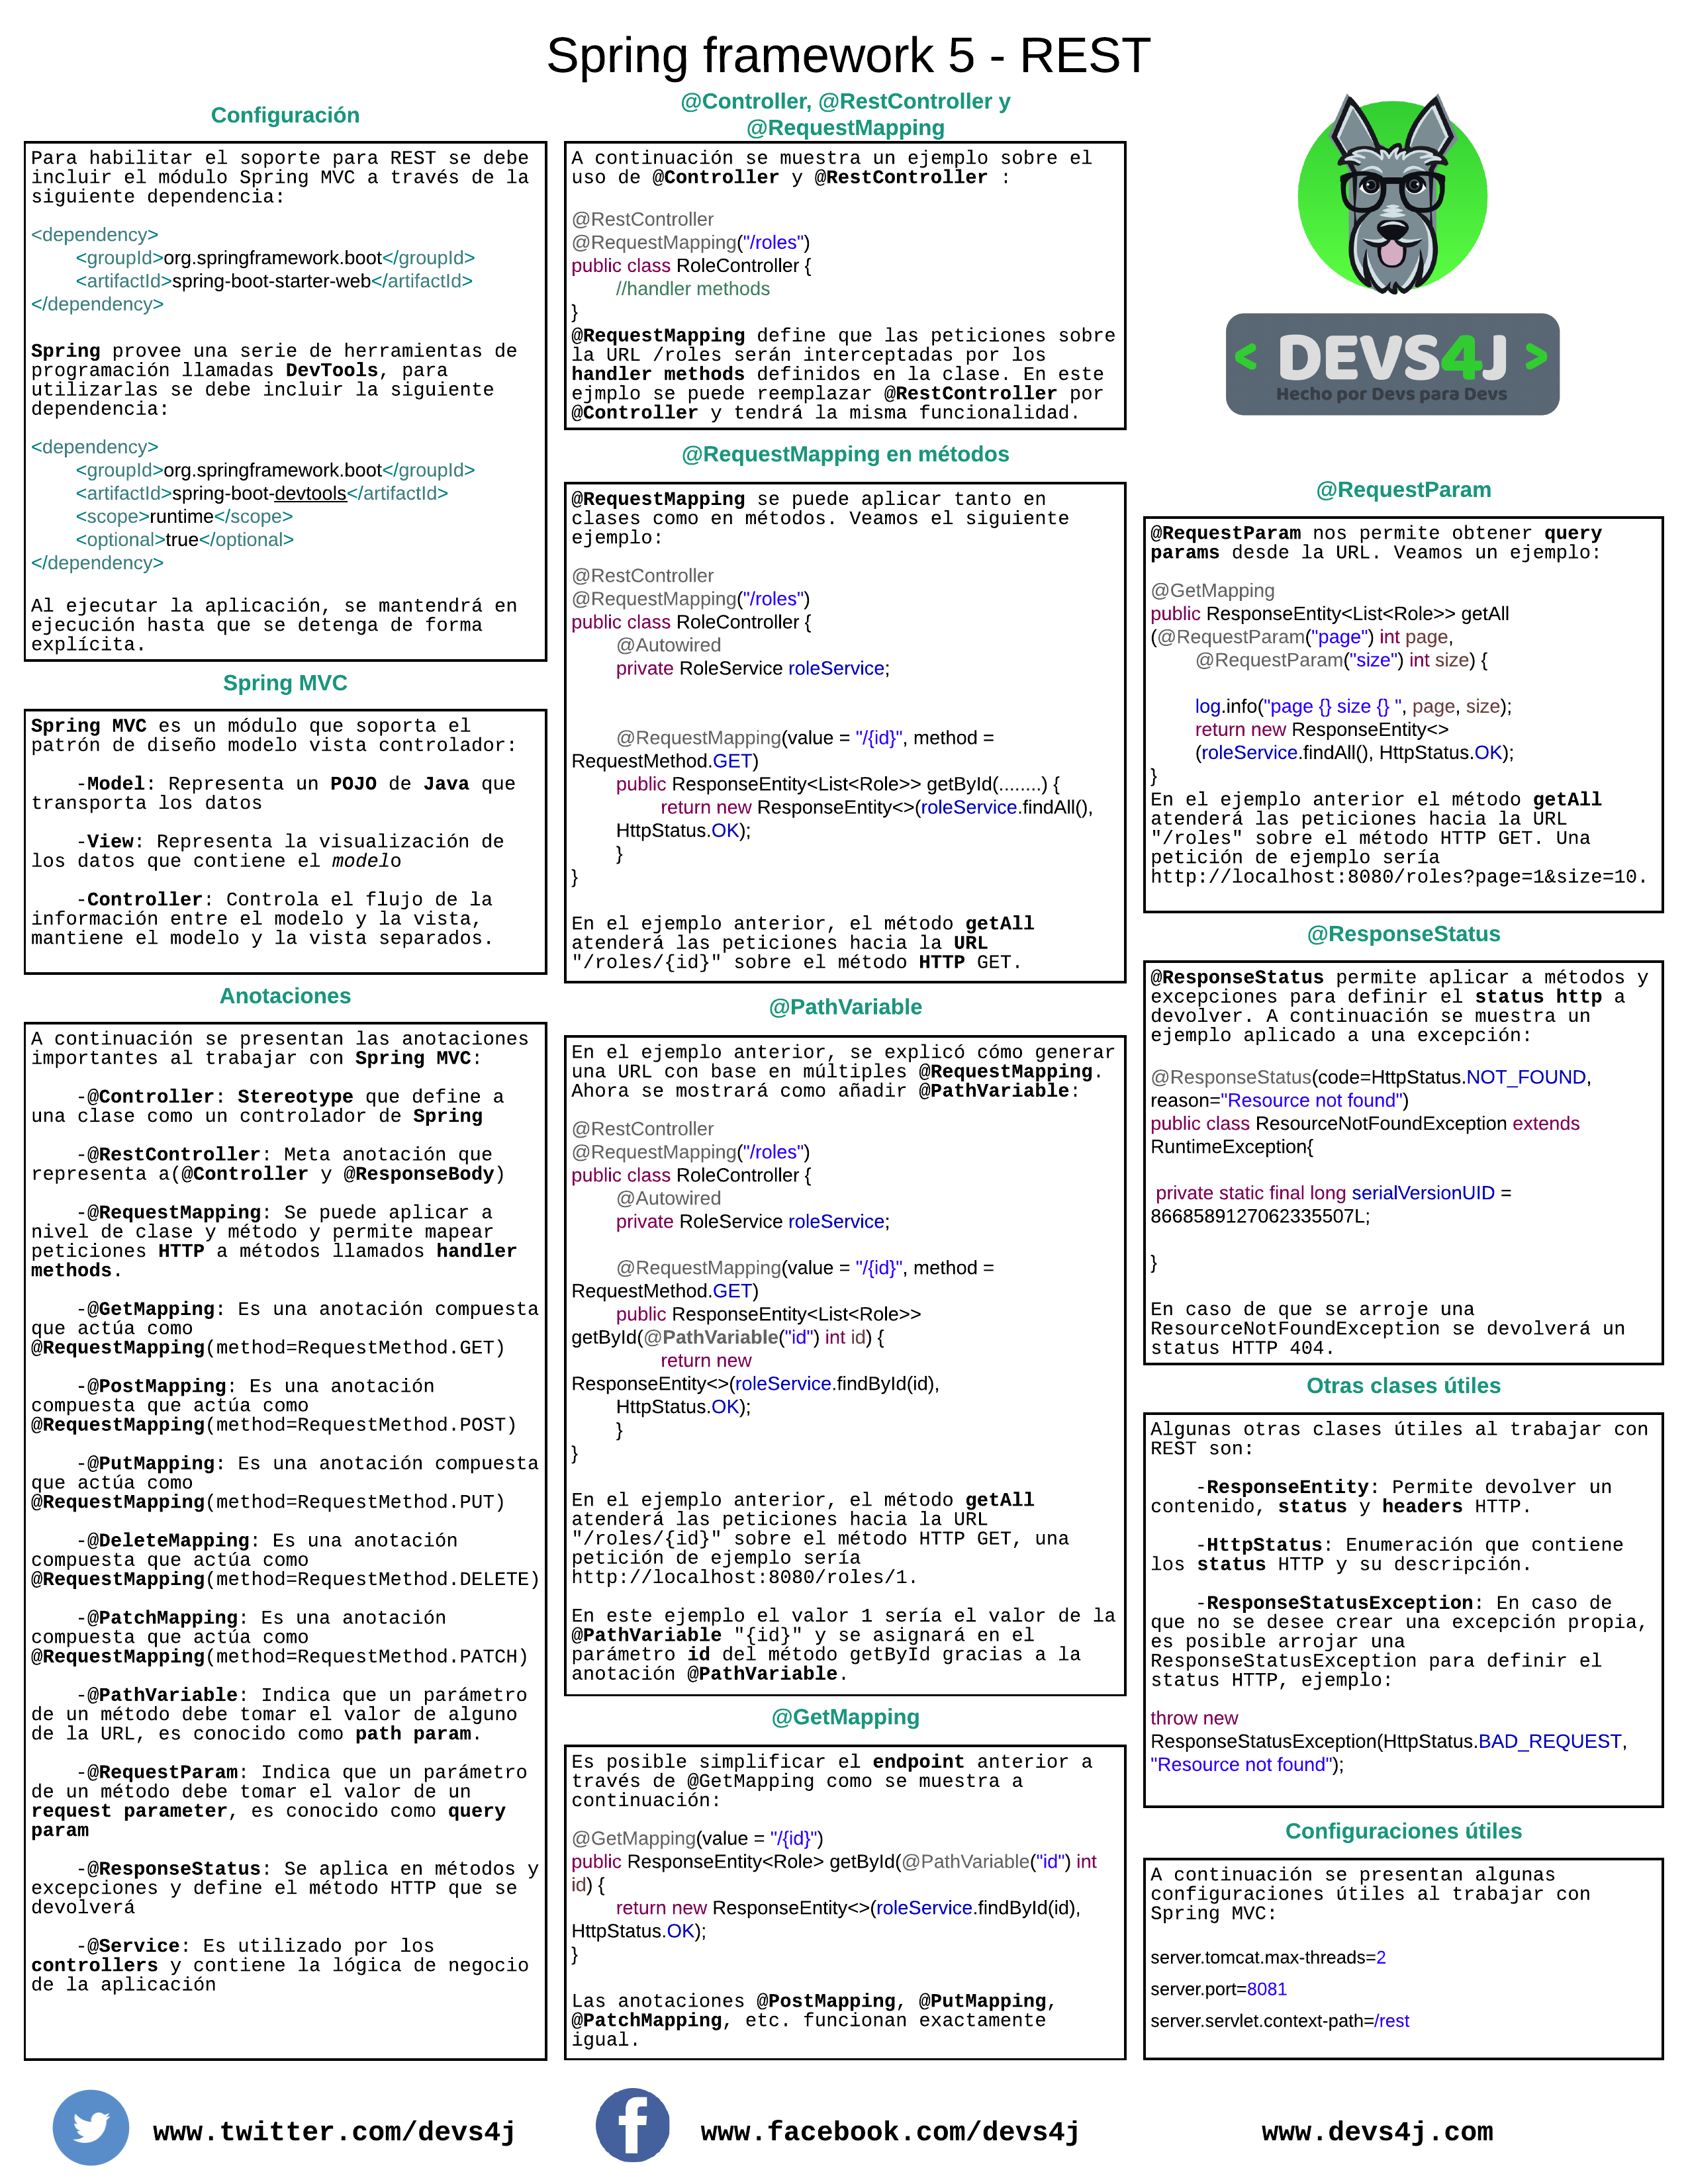 Spring framework 5 - REST
Configuración
Para habilitar el soporte para REST se debe
incluir el módulo Spring MVC a través de la
siguiente dependencia:
<dependency>
<groupId>org.springframework.boot</groupId>
<artifactId>spring-boot-starter-web</artifactId>
</dependency>
Spring provee una serie de herramientas de
programación llamadas DevTools, para
utilizarlas se debe incluir la siguiente
dependencia:
<dependency>
<groupId>org.springframework.boot</groupId>
<artifactId>spring-boot-devtools</artifactId>
<scope>runtime</scope>
<optional>true</optional>
</dependency>
Al ejecutar la aplicación, se mantendrá en
ejecución hasta que se detenga de forma
explícita.
Spring MVC
Spring MVC es un módulo que soporta el
patrón de diseño modelo vista controlador:
-Model: Representa un POJO de Java que
transporta los datos
-View: Representa la visualización de
los datos que contiene el modelo
-Controller: Controla el flujo de la
información entre el modelo y la vista,
mantiene el modelo y la vista separados.
Anotaciones
A continuación se presentan las anotaciones
importantes al trabajar con Spring MVC:
-@Controller: Stereotype que define a
una clase como un controlador de Spring
-@RestController: Meta anotación que
representa a(@Controller y @ResponseBody)
-@RequestMapping: Se puede aplicar a
nivel de clase y método y permite mapear
peticiones HTTP a métodos llamados handler
methods.
-@GetMapping: Es una anotación compuesta
que actúa como
@RequestMapping(method=RequestMethod.GET)
-@PostMapping: Es una anotación
compuesta que actúa como
@RequestMapping(method=RequestMethod.POST)
-@PutMapping: Es una anotación compuesta
que actúa como
@RequestMapping(method=RequestMethod.PUT)
-@DeleteMapping: Es una anotación
compuesta que actúa como
@RequestMapping(method=RequestMethod.DELETE)
-@PatchMapping: Es una anotación
compuesta que actúa como
@RequestMapping(method=RequestMethod.PATCH)
-@PathVariable: Indica que un parámetro
de un método debe tomar el valor de alguno
de la URL, es conocido como path param.
-@RequestParam: Indica que un parámetro
de un método debe tomar el valor de un
request parameter, es conocido como query
param
-@ResponseStatus: Se aplica en métodos y
excepciones y define el método HTTP que se
devolverá
-@Service: Es utilizado por los
controllers y contiene la lógica de negocio
de la aplicación
@Controller, @RestController y
@RequestMapping
A continuación se muestra un ejemplo sobre el
uso de @Controller y @RestController :
@RestController
@RequestMapping("/roles")
public class RoleController {
//handler methods
}
@RequestMapping define que las peticiones sobre
la URL /roles serán interceptadas por los
handler methods definidos en la clase. En este
ejmplo se puede reemplazar @RestController por
@Controller y tendrá la misma funcionalidad.
@RequestMapping en métodos
@RequestMapping se puede aplicar tanto en
clases como en métodos. Veamos el siguiente
ejemplo:
@RestController
@RequestMapping("/roles")
public class RoleController {
@Autowired
private RoleService roleService;
@RequestMapping(value = "/{id}", method =
RequestMethod.GET)
public ResponseEntity<List<Role>> getById(........) {
return new ResponseEntity<>(roleService.findAll(),
HttpStatus.OK);
}
}
En el ejemplo anterior, el método getAll
atenderá las peticiones hacia la URL
"/roles/{id}" sobre el método HTTP GET.
@PathVariable
En el ejemplo anterior, se explicó cómo generar
una URL con base en múltiples @RequestMapping.
Ahora se mostrará como añadir @PathVariable:
@RestController
@RequestMapping("/roles")
public class RoleController {
@Autowired
private RoleService roleService;
@RequestMapping(value = "/{id}", method =
RequestMethod.GET)
public ResponseEntity<List<Role>>
getById(@PathVariable("id") int id) {
return new
ResponseEntity<>(roleService.findById(id),
HttpStatus.OK);
}
}
En el ejemplo anterior, el método getAll
atenderá las peticiones hacia la URL
"/roles/{id}" sobre el método HTTP GET, una
petición de ejemplo sería
http://localhost:8080/roles/1.
En este ejemplo el valor 1 sería el valor de la
@PathVariable "{id}" y se asignará en el
parámetro id del método getById gracias a la
anotación @PathVariable.
@GetMapping
Es posible simplificar el endpoint anterior a
través de @GetMapping como se muestra a
continuación:
@GetMapping(value = "/{id}")
public ResponseEntity<Role> getById(@PathVariable("id") int
id) {
return new ResponseEntity<>(roleService.findById(id),
HttpStatus.OK);
}
Las anotaciones @PostMapping, @PutMapping,
@PatchMapping, etc. funcionan exactamente
igual.
< DEVS4J >
Hecho por Devs para Devs
@RequestParam
@RequestParam nos permite obtener query
params desde la URL. Veamos un ejemplo:
@GetMapping
public ResponseEntity<List<Role>> getAll
(@RequestParam("page") int page,
@RequestParam("size") int size) {
log.info("page {} size {} ", page, size);
return new ResponseEntity<>
(roleService.findAll(), HttpStatus.OK);
}
En el ejemplo anterior el método getAll
atenderá las peticiones hacia la URL
"/roles" sobre el método HTTP GET. Una
petición de ejemplo sería
http://localhost:8080/roles?page=1&size=10.
@ResponseStatus
@ResponseStatus permite aplicar a métodos y
excepciones para definir el status http a
devolver. A continuación se muestra un
ejemplo aplicado a una excepción:
@ResponseStatus(code=HttpStatus.NOT_FOUND,
reason="Resource not found")
public class ResourceNotFoundException extends
RuntimeException{
private static final long serialVersionUID =
8668589127062335507L;
}
En caso de que se arroje una
ResourceNotFoundException se devolverá un
status HTTP 404.
Otras clases útiles
Algunas otras clases útiles al trabajar con
REST son:
-ResponseEntity: Permite devolver un
contenido, status y headers HTTP.
-HttpStatus: Enumeración que contiene
los status HTTP y su descripción.
-ResponseStatusException: En caso de
que no se desee crear una excepción propia,
es posible arrojar una
ResponseStatusException para definir el
status HTTP, ejemplo:
throw new
ResponseStatusException(HttpStatus.BAD_REQUEST,
"Resource not found");
Configuraciones útiles
A continuación se presentan algunas
configuraciones útiles al trabajar con
Spring MVC:
server.tomcat.max-threads=2
server.port=8081
server.servlet.context-path=/rest
www.twitter.com/devs4j
www.facebook.com/devs4j
www.devs4j.com